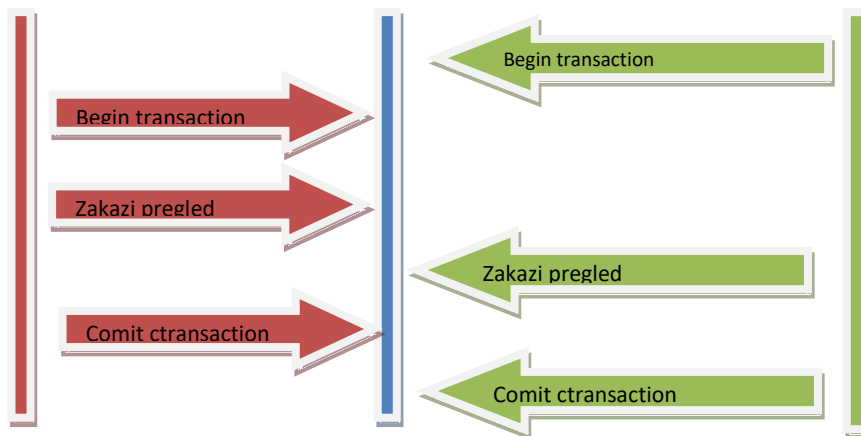 Begin transaction
Begin transaction
Zakazi pregled
Zakazi pregled
Comit ctransaction
Comit ctransaction